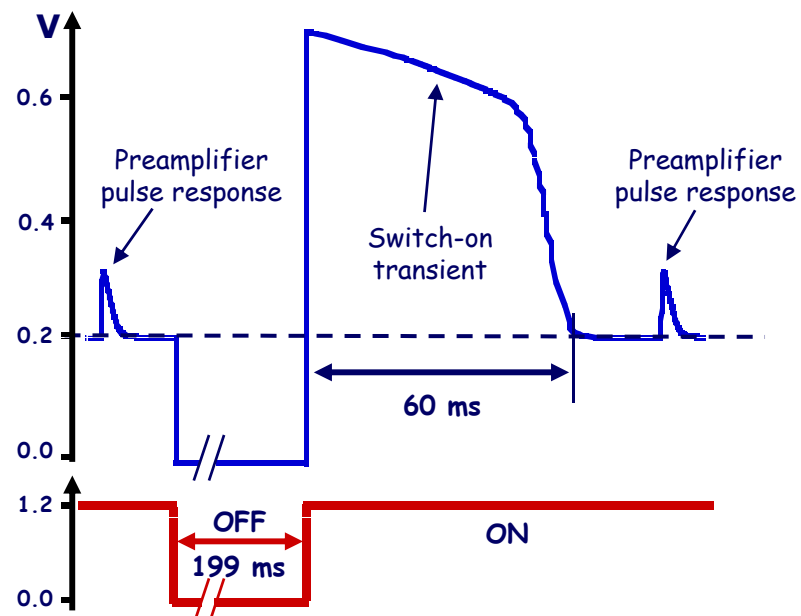 V
0.6
Preamplifier
pulse response
Preamplifier
pulse response
0.4
Switch-on
transient
0.2
60 ms
0.0
1.2
OFF
ON
199 ms
0.0